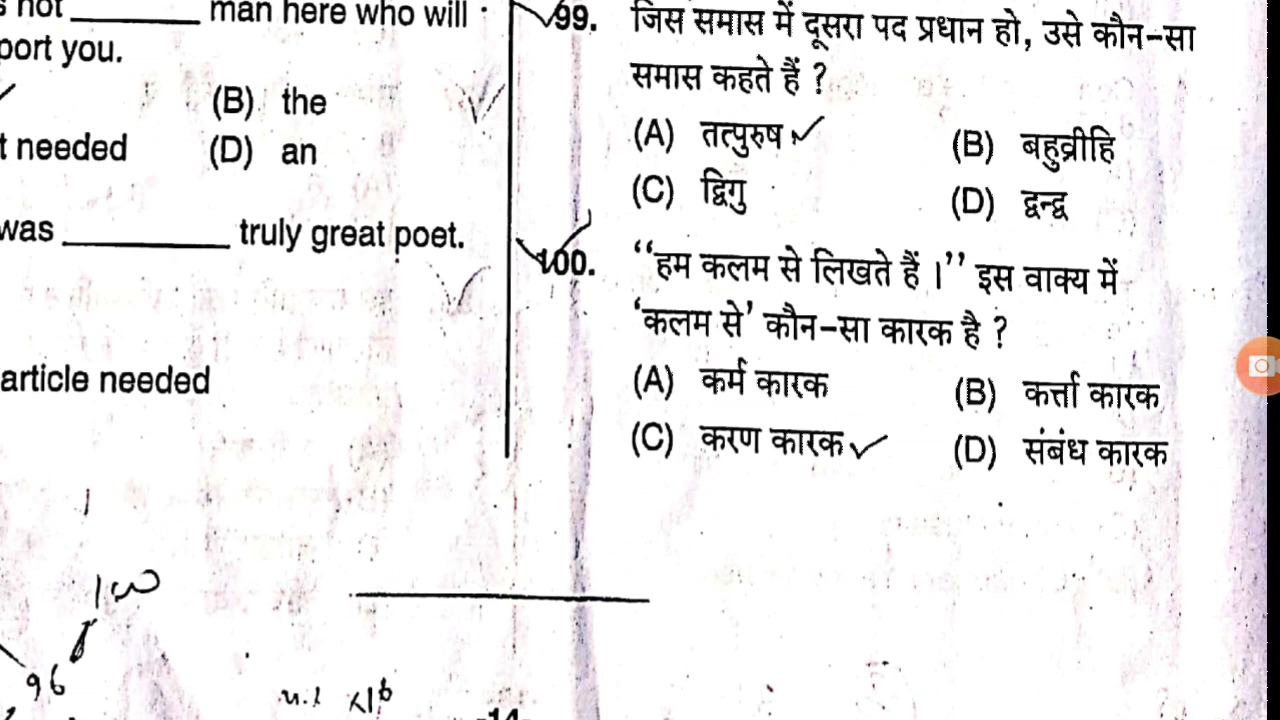 s not ________ man here who will
port you.
(B) the
t needed (D) an
was ________ truly great poet.
article needed
99. जिस समास में दूसरा पद प्रधान हो, उसे कौन-सा
समास कहते हैं ?
(A) तत्पुरुष (B) बहुव्रीहि
(C) द्विगु (D) द्वन्द्व
100. “हम कलम से लिखते हैं ।” इस वाक्य में
‘कलम से’ कौन-सा कारक है ?
(A) कर्म कारक (B) कर्त्ता कारक
(C) करण कारक (D) संबंध कारक
100
96
-14-